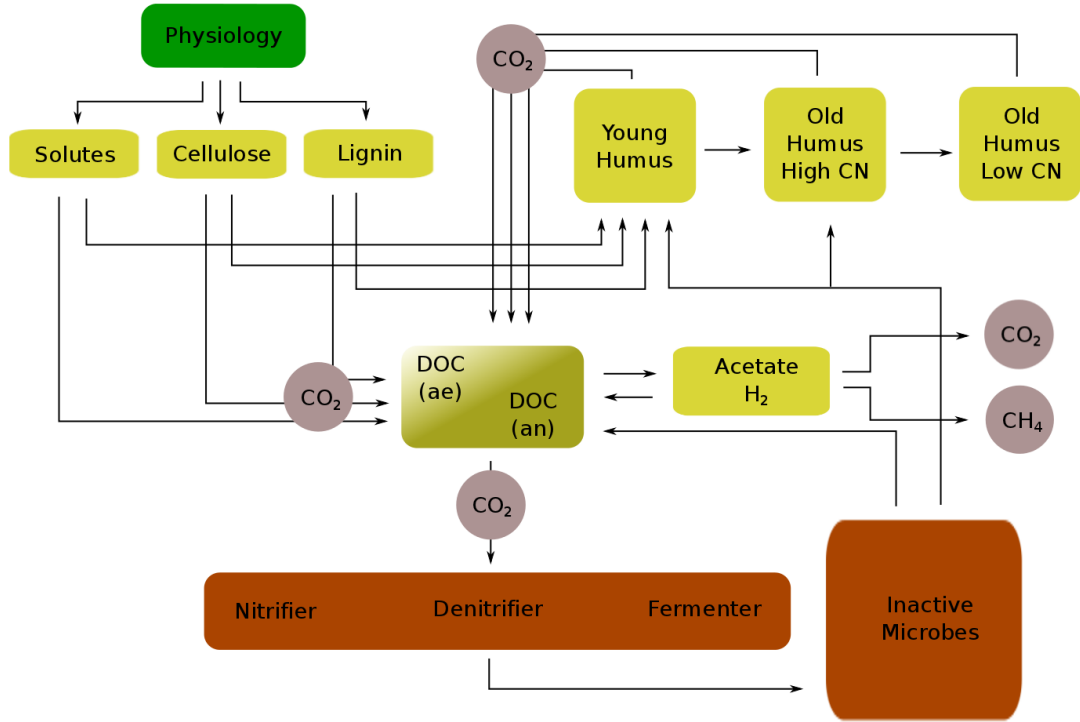 Physiology
CO₂
Solutes
Cellulose
Lignin
Young
Humus
Old
Humus
High CN
Old
Humus
Low CN
CO₂
DOC
(ae)
DOC
(an)
Acetate
H₂
CO₂
CH₄
CO₂
Nitrifier
Denitrifier
Fermenter
Inactive
Microbes